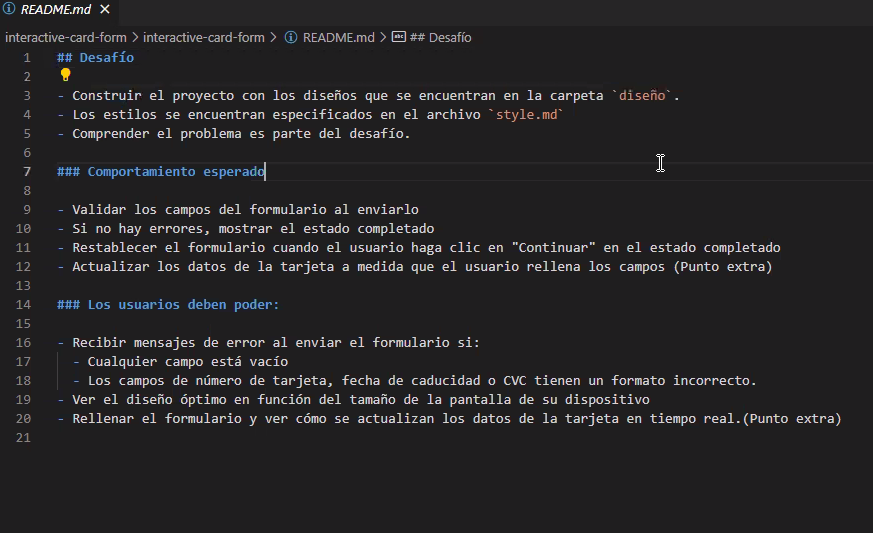 README.md
interactive-card-form > interactive-card-form > README.md > ## Desafío
1 ## Desafío
2
3 - Construir el proyecto con los diseños que se encuentran en la carpeta `diseño`.
4 - Los estilos se encuentran especificados en el archivo `style.md`
5 - Comprender el problema es parte del desafío.
6
7 ### Comportamiento esperado
8
9 - Validar los campos del formulario al enviarlo
10 - Si no hay errores, mostrar el estado completado
11 - Restablecer el formulario cuando el usuario haga clic en "Continuar" en el estado completado
12 - Actualizar los datos de la tarjeta a medida que el usuario rellena los campos (Punto extra)
13
14 ### Los usuarios deben poder:
15
16 - Recibir mensajes de error al enviar el formulario si:
17 - Cualquier campo está vacío
18 - Los campos de número de tarjeta, fecha de caducidad o CVC tienen un formato incorrecto.
19 - Ver el diseño óptimo en función del tamaño de la pantalla de su dispositivo
20 - Rellenar el formulario y ver cómo se actualizan los datos de la tarjeta en tiempo real.(Punto extra)
21